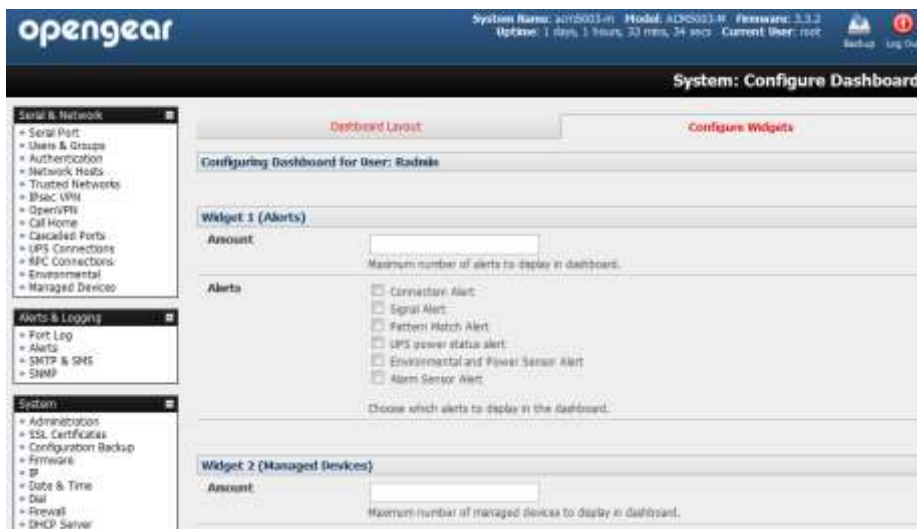 opengear
System Name: acm5003-m Model: ACM5003-M Firmware: 3.3.2
Uptime: 1 days, 1 hours, 33 mins, 34 secs Current User: root
Backup Log Ou
System: Configure Dashboard
Serial & Network
Serial Port
Users & Groups
Authentication
Network Hosts
Trusted Networks
IPsec VPN
OpenVPN
Call Home
Cascaded Ports
UPS Connections
RPC Connections
Environmental
Managed Devices
Alerts & Logging
Port Log
Alerts
SMTP & SMS
SNMP
System
Administration
SSL Certificates
Configuration Backup
Firmware
IP
Date & Time
Dial
Firewall
DHCP Server
Dashboard Layout
Configure Widgets
Configuring Dashboard for User: Radmin
Widget 1 (Alerts)
Amount
Maximum number of alerts to display in dashboard.
Alerts
Connection Alert
Signal Alert
Pattern Match Alert
UPS power status alert
Environmental and Power Sensor Alert
Alarm Sensor Alert
Choose which alerts to display in the dashboard.
Widget 2 (Managed Devices)
Amount
Maximum number of managed devices to display in dashboard.